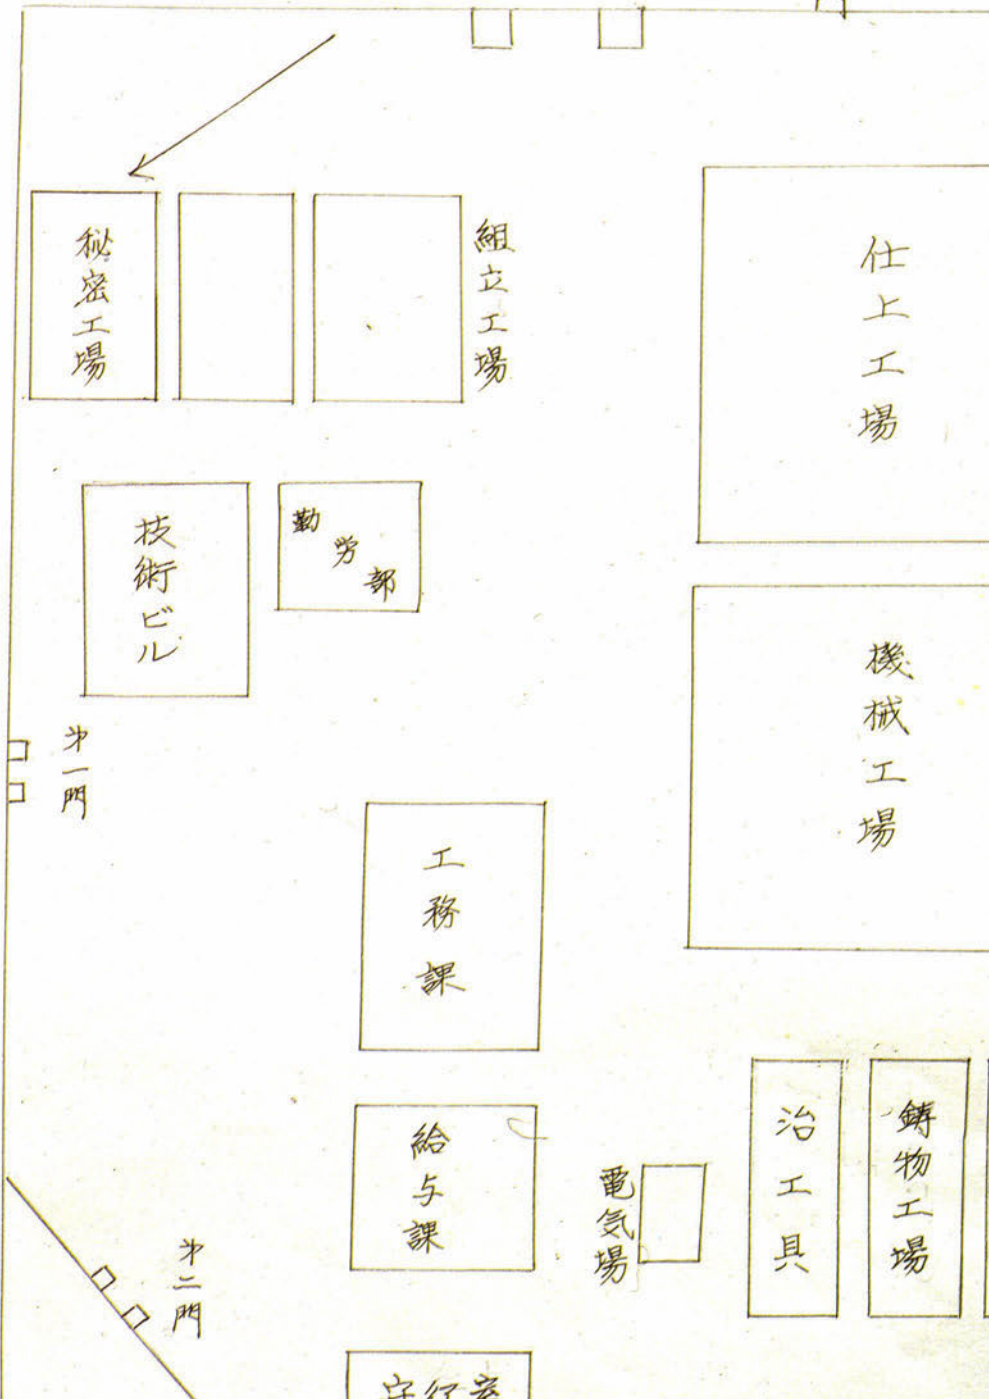 秘密工場
組立工場
仕上工場
技術ビル
勤労部
機械工場
㐧一門
工務課
給与課
電気場
治工具
鋳物工場
㐧二門